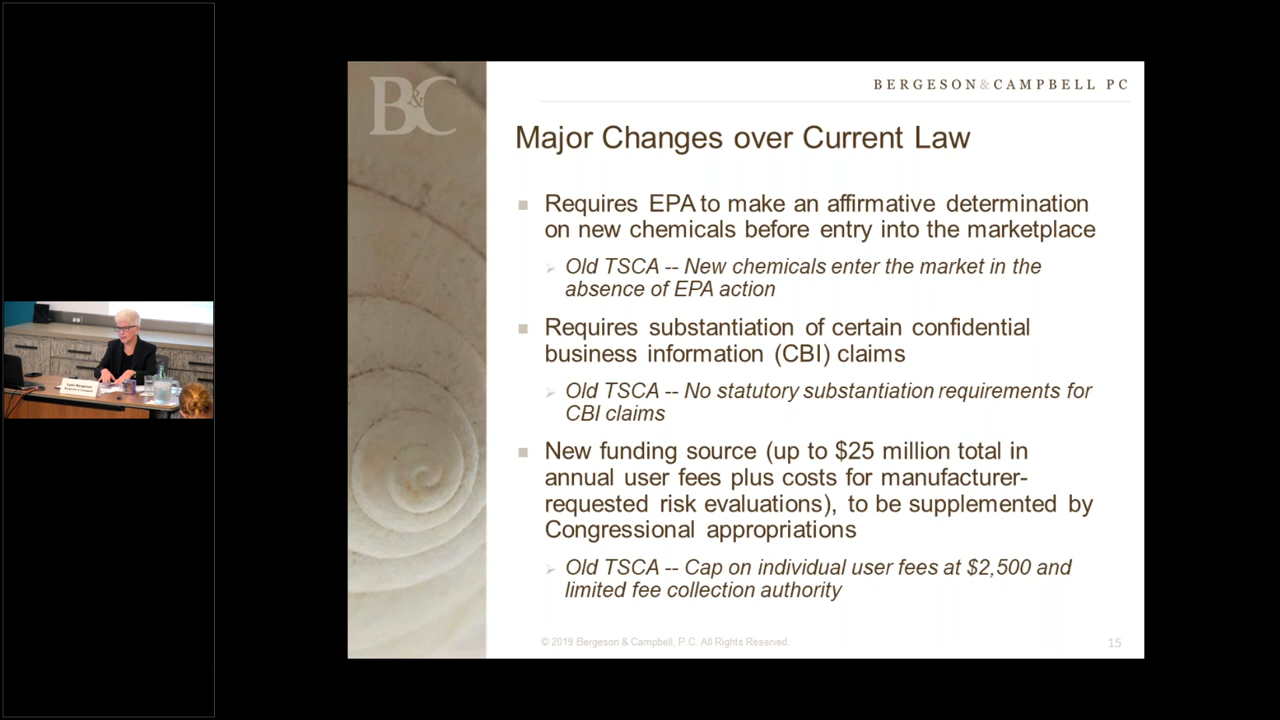 B&C
BERGESON&CAMPBELL PC
Major Changes over Current Law
Requires EPA to make an affirmative determination
on new chemicals before entry into the marketplace
Old TSCA -- New chemicals enter the market in the
absence of EPA action
Requires substantiation of certain confidential
business information (CBI) claims
Old TSCA -- No statutory substantiation requirements for
CBI claims
New funding source (up to $25 million total in
annual user fees plus costs for manufacturer-
requested risk evaluations), to be supplemented by
Congressional appropriations
Old TSCA -- Cap on individual user fees at $2,500 and
limited fee collection authority
© 2019 Bergeson & Campbell, P.C. All Rights Reserved.
15
Lynn Bergeson
Bergeson & Campbell